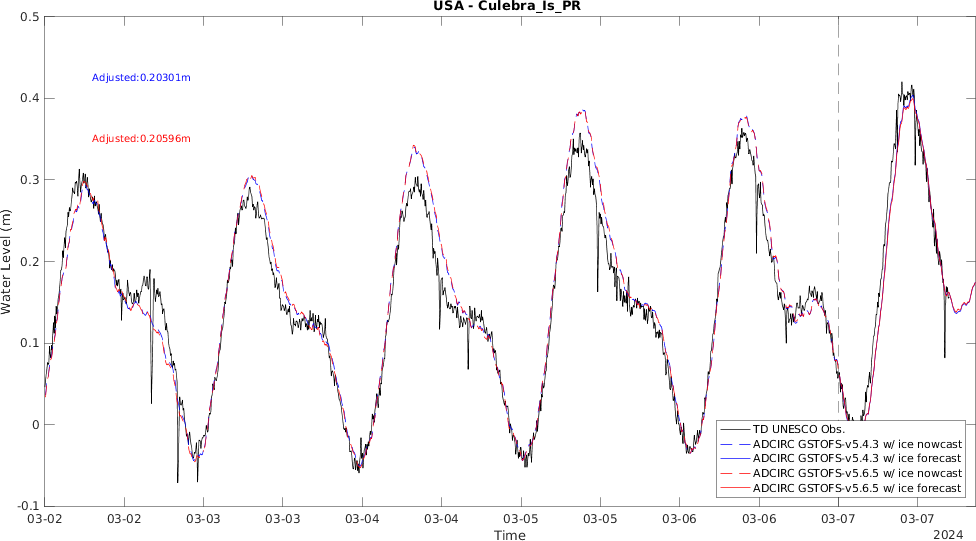 USA - Culebra_Is_PR
0.5
0.4
0.3
0.2
0.1
0
-0.1
Water Level (m)
Adjusted:0.20301m
Adjusted:0.20596m
TD UNESCO Obs.
ADCIRC GSTOFS-v5.4.3 w/ ice nowcast
ADCIRC GSTOFS-v5.4.3 w/ ice forecast
ADCIRC GSTOFS-v5.6.5 w/ ice nowcast
ADCIRC GSTOFS-v5.6.5 w/ ice forecast
03-02 03-02 03-03 03-03 03-04 03-04 03-05 03-05 03-06 03-06 03-07 03-07
Time
2024